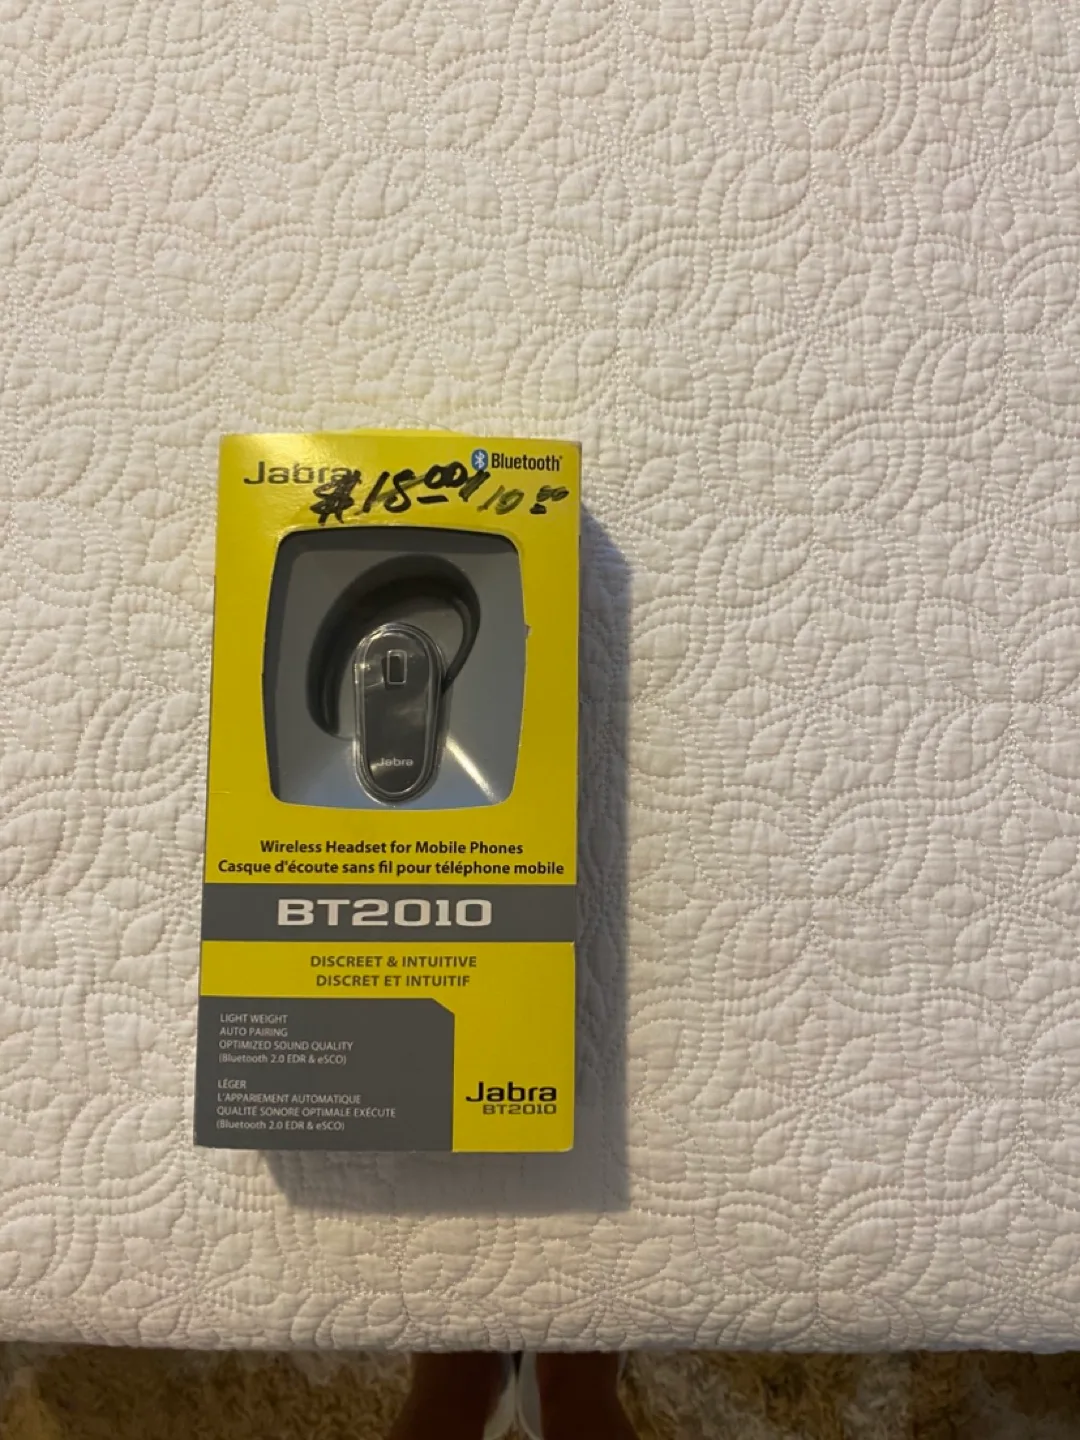 Jabra
Bluetooth®
$18.00 10.00
Jabra
Wireless Headset for Mobile Phones
Casque d'écoute sans fil pour téléphone mobile
BT2010
DISCREET & INTUITIVE
DISCRET ET INTUITIF
LIGHT WEIGHT
AUTO PAIRING
OPTIMIZED SOUND QUALITY
(Bluetooth 2.0 EDR & eSCO)
LÉGER
L'APPARIEMENT AUTOMATIQUE
QUALITÉ SONORE OPTIMALE EXÉCUTE
(Bluetooth 2.0 EDR & eSCO)
Jabra
BT2010